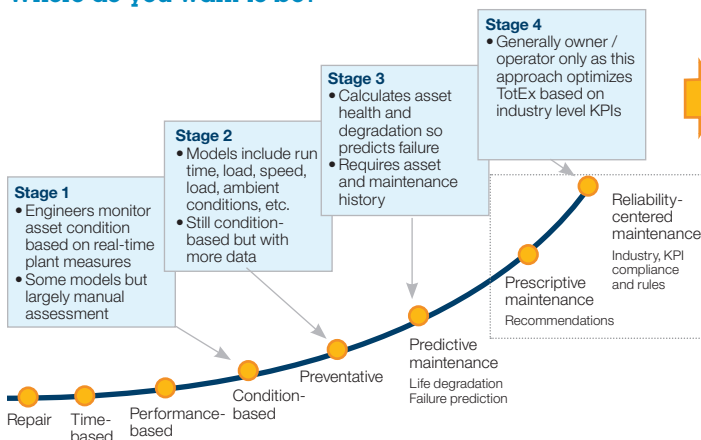 Where do you want to be?
Stage 1
• Engineers monitor
asset condition
based on real-time
plant measures
• Some models but
largely manual
assessment
Stage 2
• Models include run
time, load, speed,
load, ambient
conditions, etc.
• Still condition-
based but with
more data
Stage 3
• Calculates asset
health and
degradation so
predicts failure
• Requires asset
and maintenance
history
Stage 4
• Generally owner /
operator only as this
approach optimizes
TotEx based on
industry level KPIs
Repair
Time-
based
Performance-
based
Condition-
based
Preventative
Predictive
maintenance
Life degradation
Failure prediction
Prescriptive
maintenance
Recommendations
Reliability-
centered
maintenance
Industry, KPI
compliance
and rules